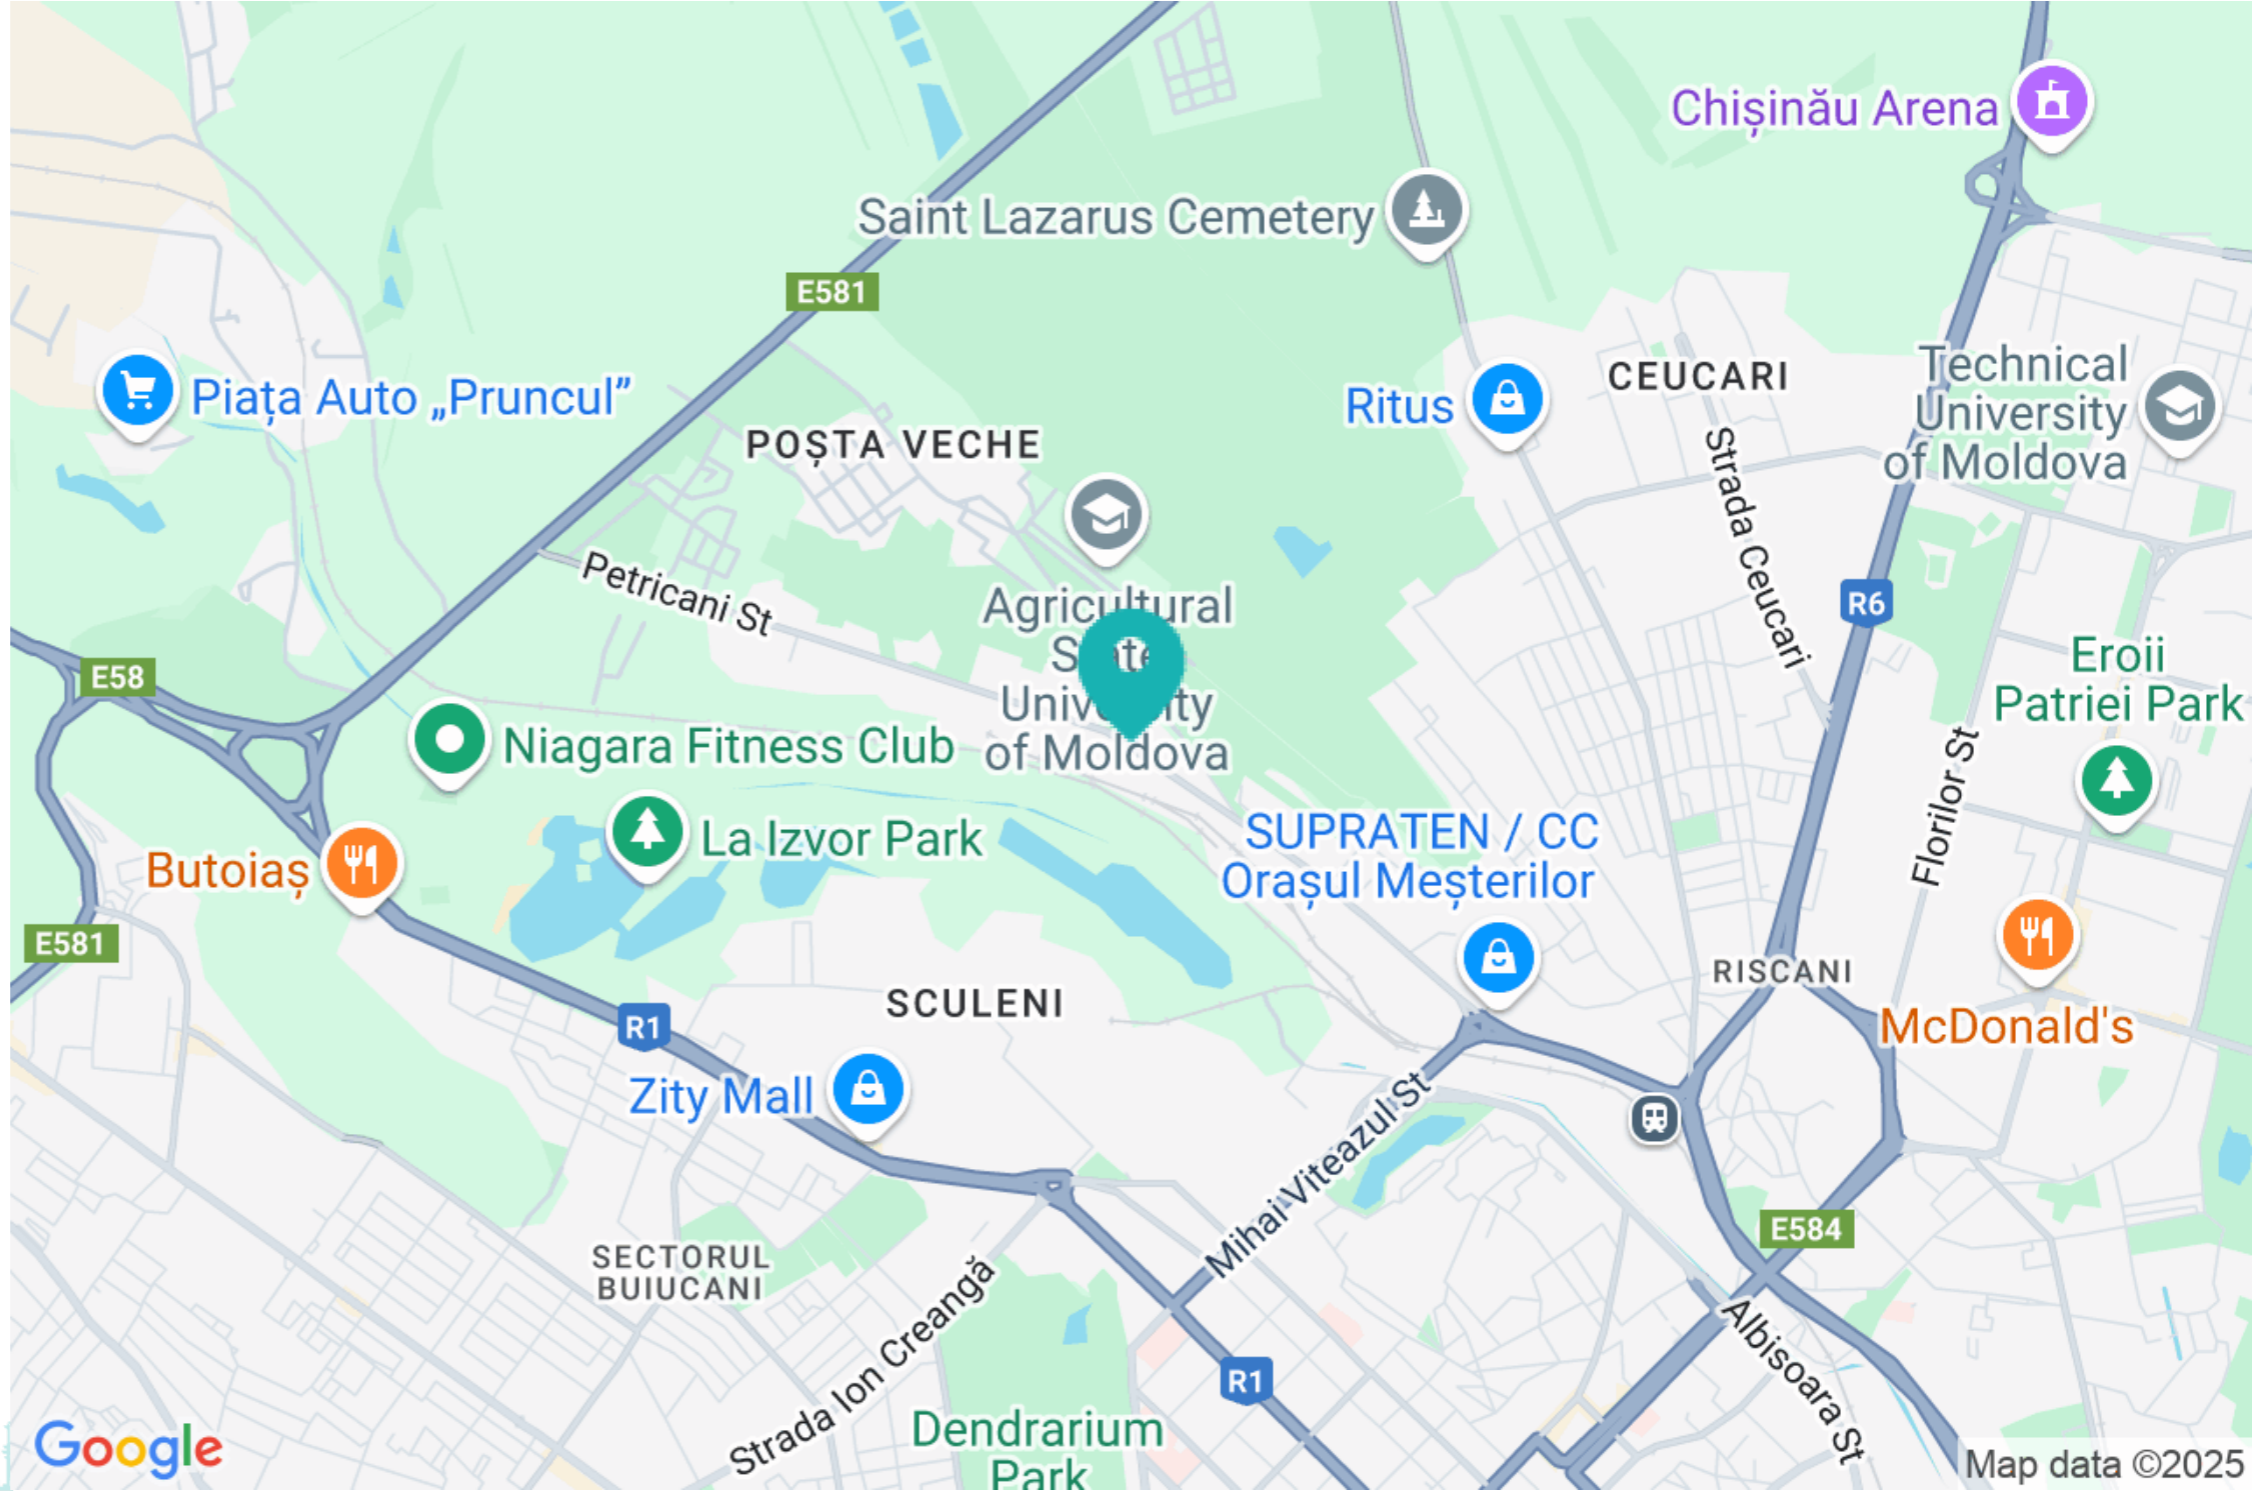 Chișinău Arena
Saint Lazarus Cemetery
E581
CEUCARI
Technical
University
of Moldova
Piața Auto „Pruncul”
Ritus
POȘTA VECHE
Strada Ceucari
Petricani St
Agricultural
State
University
of Moldova
R6
E58
Eroii
Patriei Park
Niagara Fitness Club
Florilor St
La Izvor Park
SUPRATEN / CC
Orașul Meșterilor
Butoiaș
E581
RISCANI
SCULENI
R1
McDonald's
Zity Mall
Mihai Viteazul St
E584
SECTORUL
BUIUCANI
Strada Ion Creangă
Albisoara St
R1
Dendrarium
Park
Google
Map data ©2025